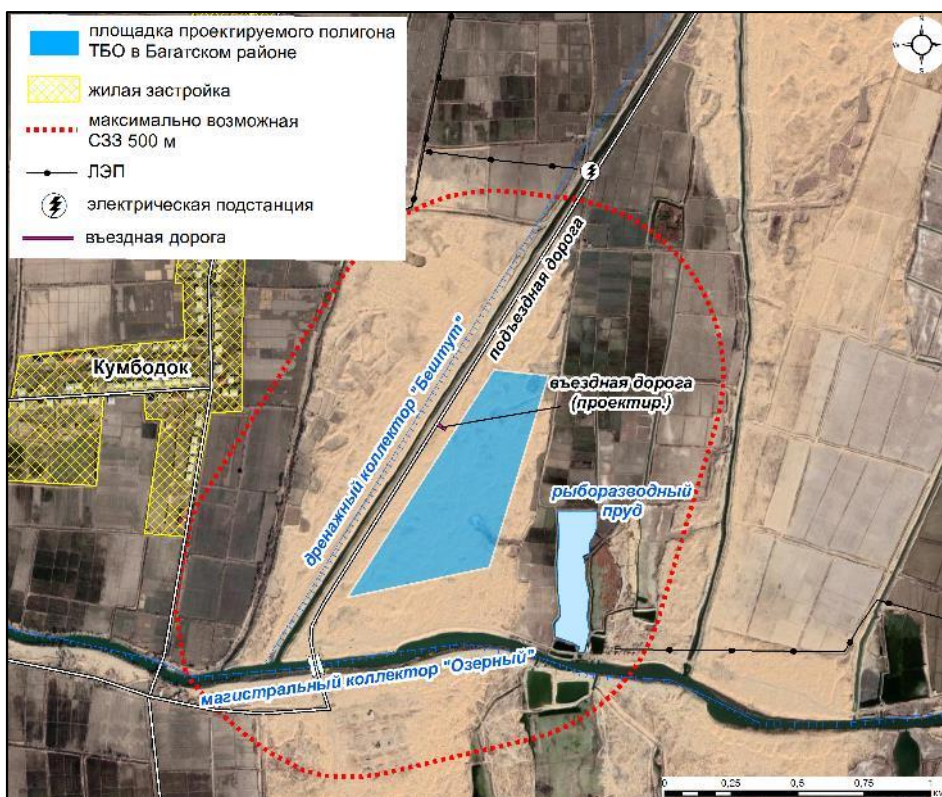 площадка проектируемого полигона
ТБО в Багатском районе
жилая застройка
максимально возможная
СЗЗ 500 м
ЛЭП
электрическая подстанция
въездная дорога
N
W
E
S
подъездная дорога
дренажный коллектор "Бештут"
Кумбодок
въездная дорога
(проектир.)
рыборазводный
пруд
магистральный коллектор "Озерный"
0 0,25 0,5 0,75 1